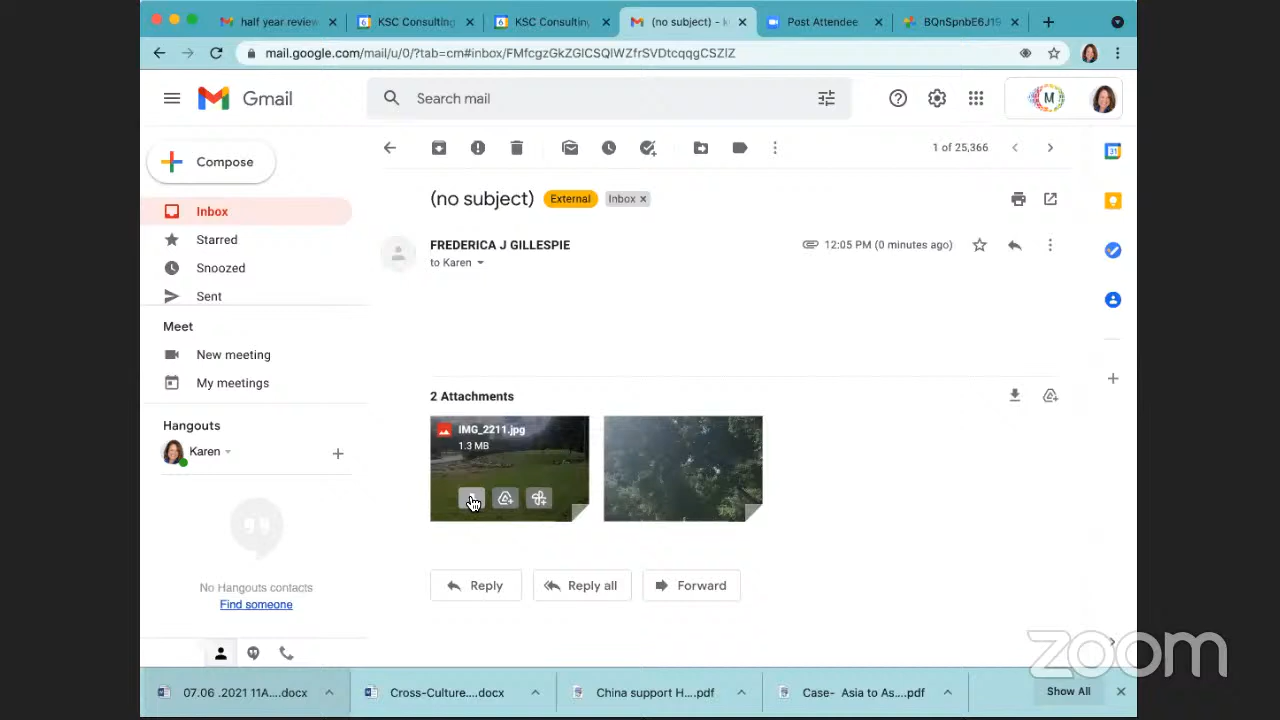 half year review
KSC Consulting
KSC Consulting
(no subject) - k
Post Attendee
BQnSpnbE6J19
mail.google.com/mail/u/0/?tab=cm#inbox/FMfcgzGkZGlCSQlWZfrSVDtcqqgCSZlZ
Gmail
Search mail
M
Compose
1 of 25,366
31
(no subject) External Inbox x
Inbox
Starred
Snoozed
Sent
FREDERICA J GILLESPIE
12:05 PM (0 minutes ago)
to Karen
Meet
New meeting
My meetings
2 Attachments
IMG_2211.jpg
1.3 MB
Hangouts
Karen
No Hangouts contacts
Find someone
Reply
Reply all
Forward
zoom
07.06 .2021 11A....docx
Cross-Culture....docx
China support H....pdf
Case- Asia to As....pdf
Show All